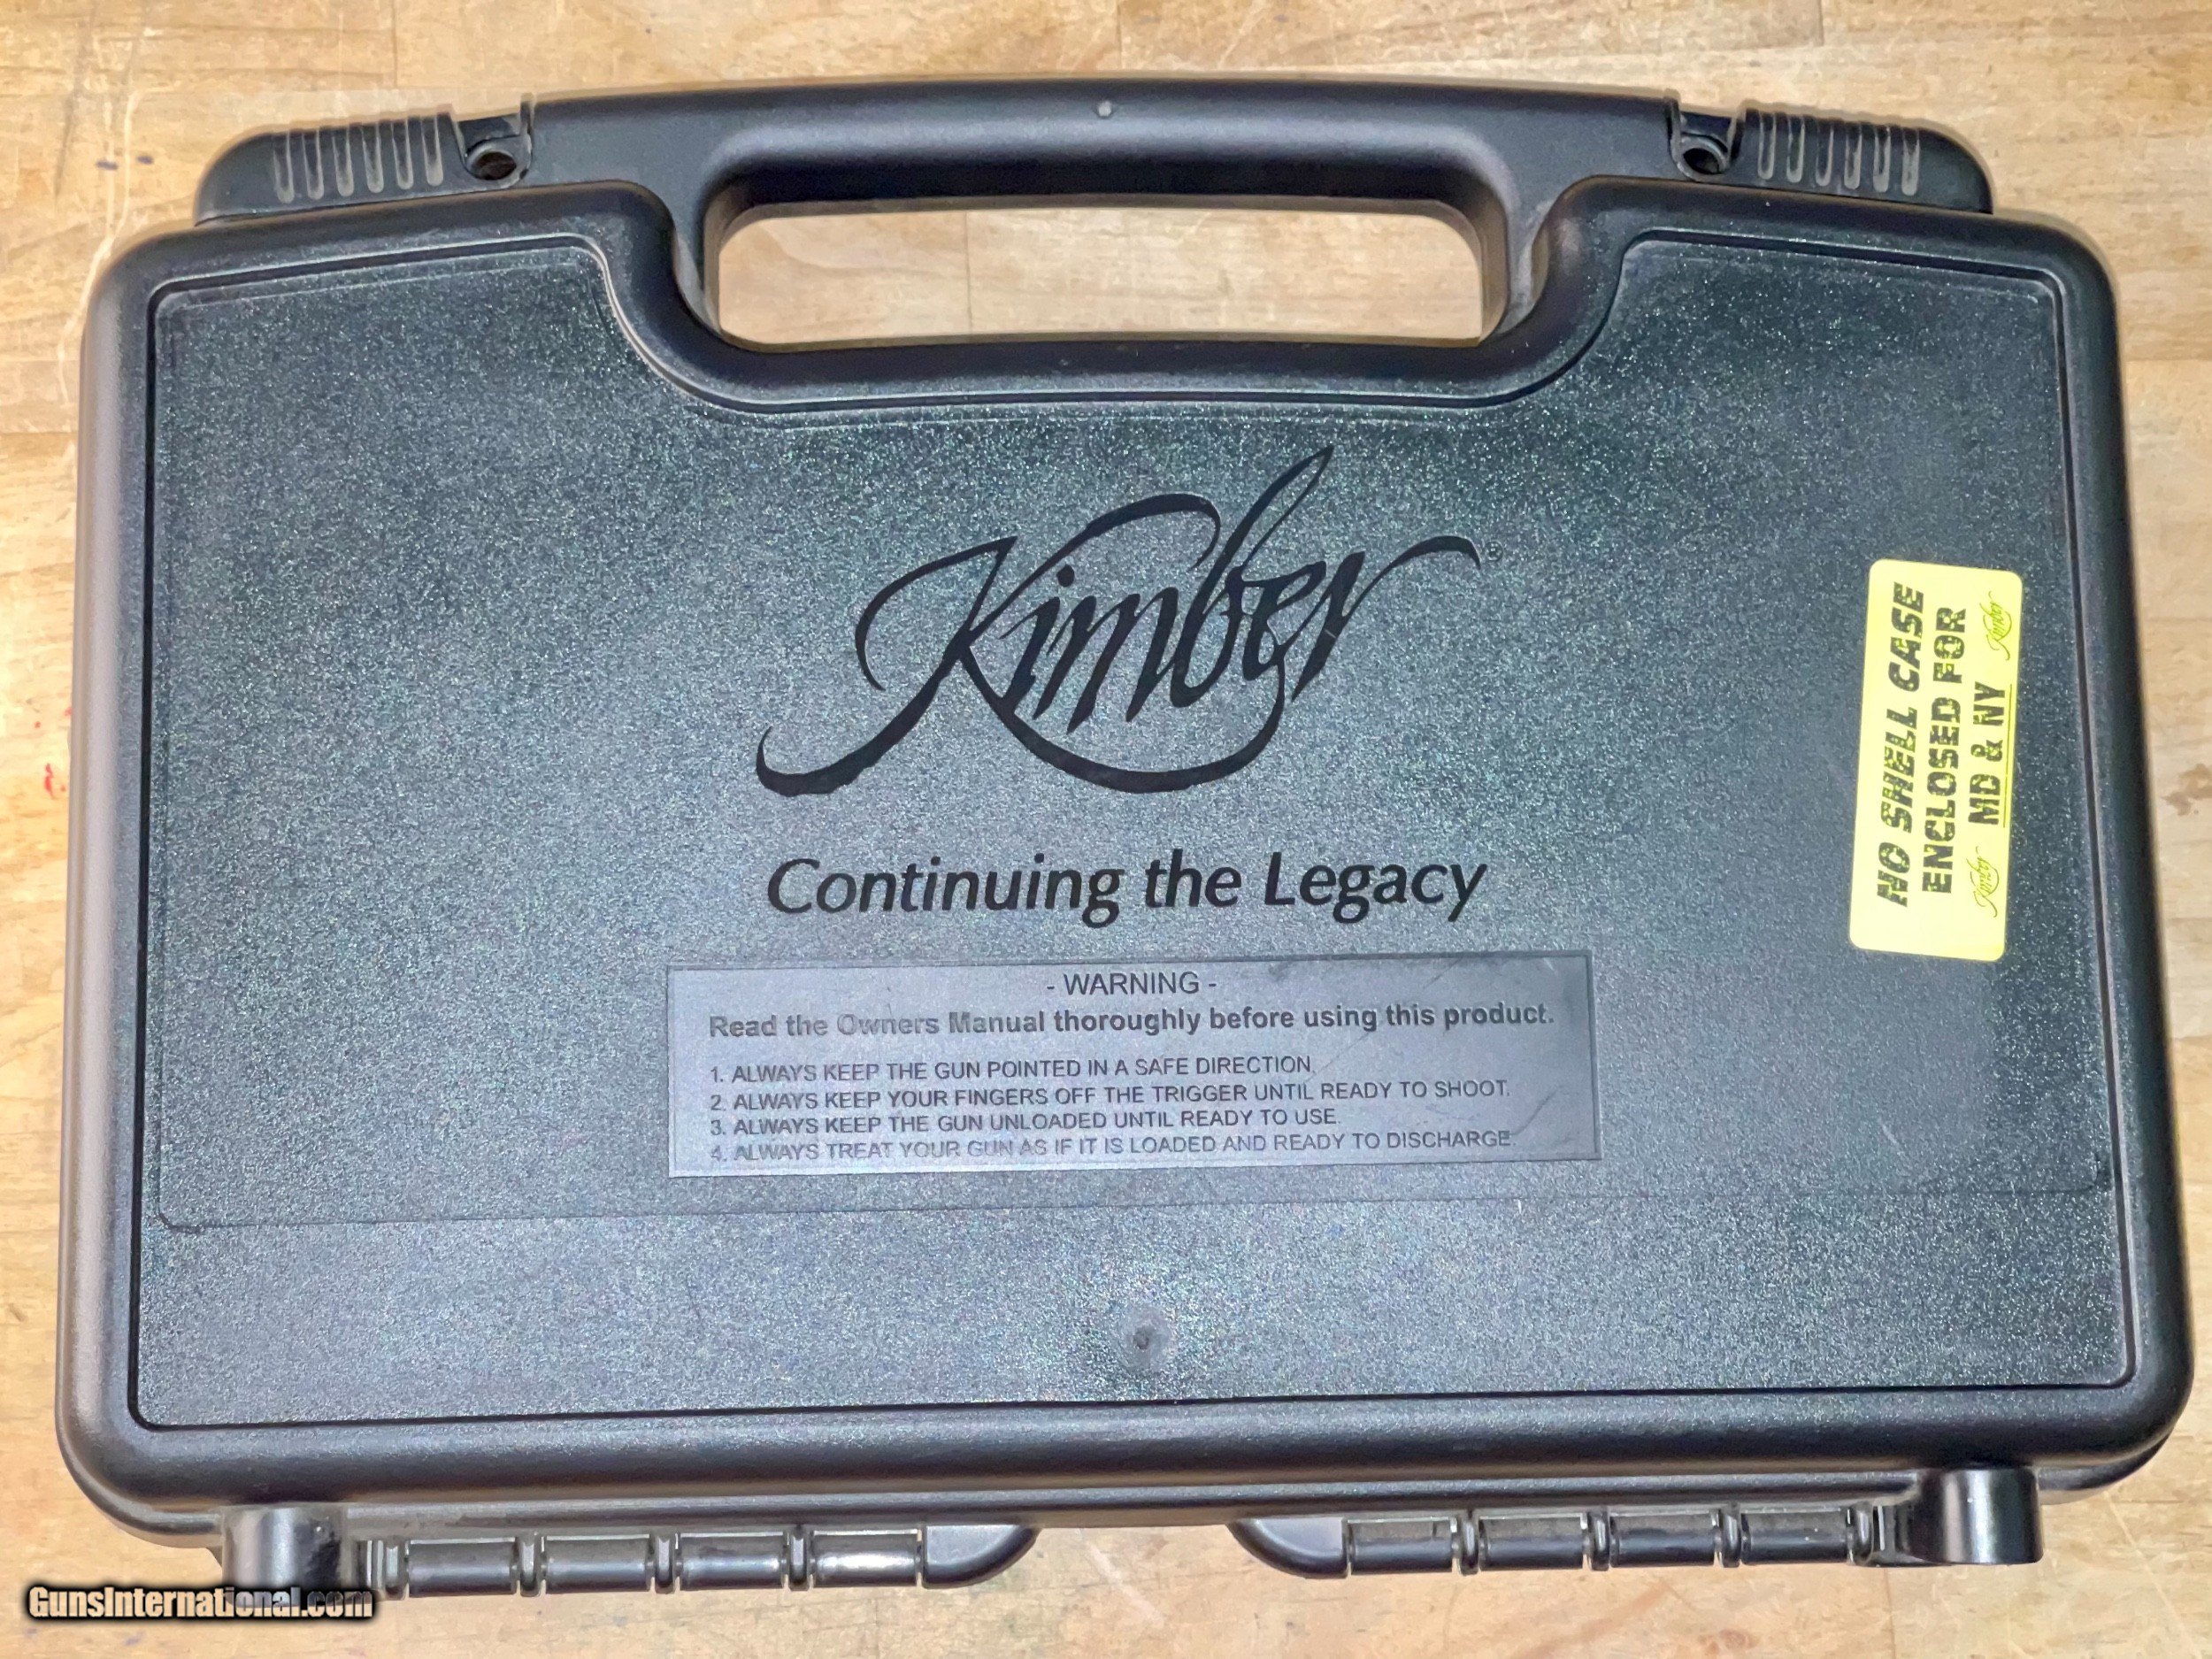 Kimber®
Continuing the Legacy
- WARNING -
Read the Owners Manual thoroughly before using this product.
1. ALWAYS KEEP THE GUN POINTED IN A SAFE DIRECTION.
2. ALWAYS KEEP YOUR FINGERS OFF THE TRIGGER UNTIL READY TO SHOOT.
3. ALWAYS KEEP THE GUN UNLOADED UNTIL READY TO USE.
4. ALWAYS TREAT YOUR GUN AS IF IT IS LOADED AND READY TO DISCHARGE.
NO SHELL CASE
ENCLOSED FOR
Kimber MD & NY Kimber
GunsInternational.com